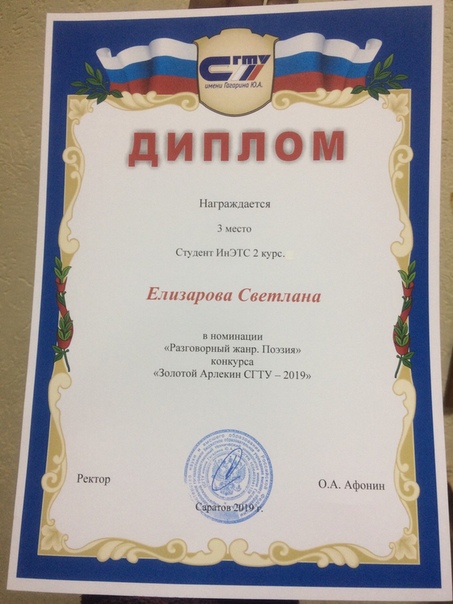 СГТУ
имени Гагарина Ю.А.
ДИПЛОМ
Награждается
3 место
Студент ИнЭТС 2 курс.
Елизарова Светлана
в номинации
«Разговорный жанр. Поэзия»
конкурса
«Золотой Арлекин СГТУ – 2019»
Ректор
О.А. Афонин
Саратов 2019 г.